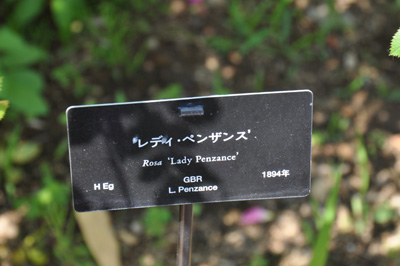 'レディ・ペンザンス'
Rosa 'Lady Penzance'
H Eg GBR 1894年
L. Penzance